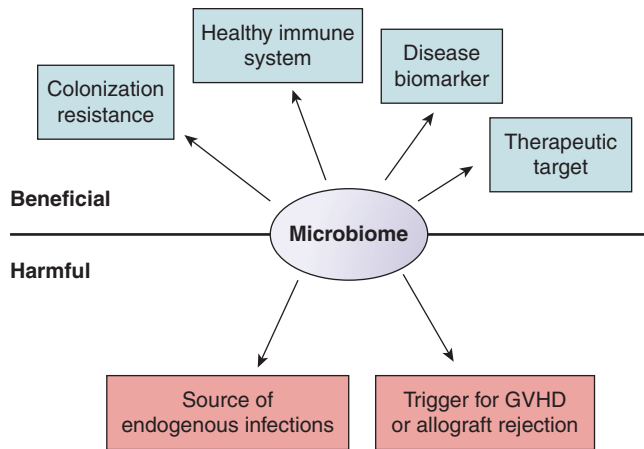 Healthy immune
system
Disease
biomarker
Colonization
resistance
Therapeutic
target
Beneficial
Microbiome
Harmful
Source of
endogenous infections
Trigger for GVHD
or allograft rejection